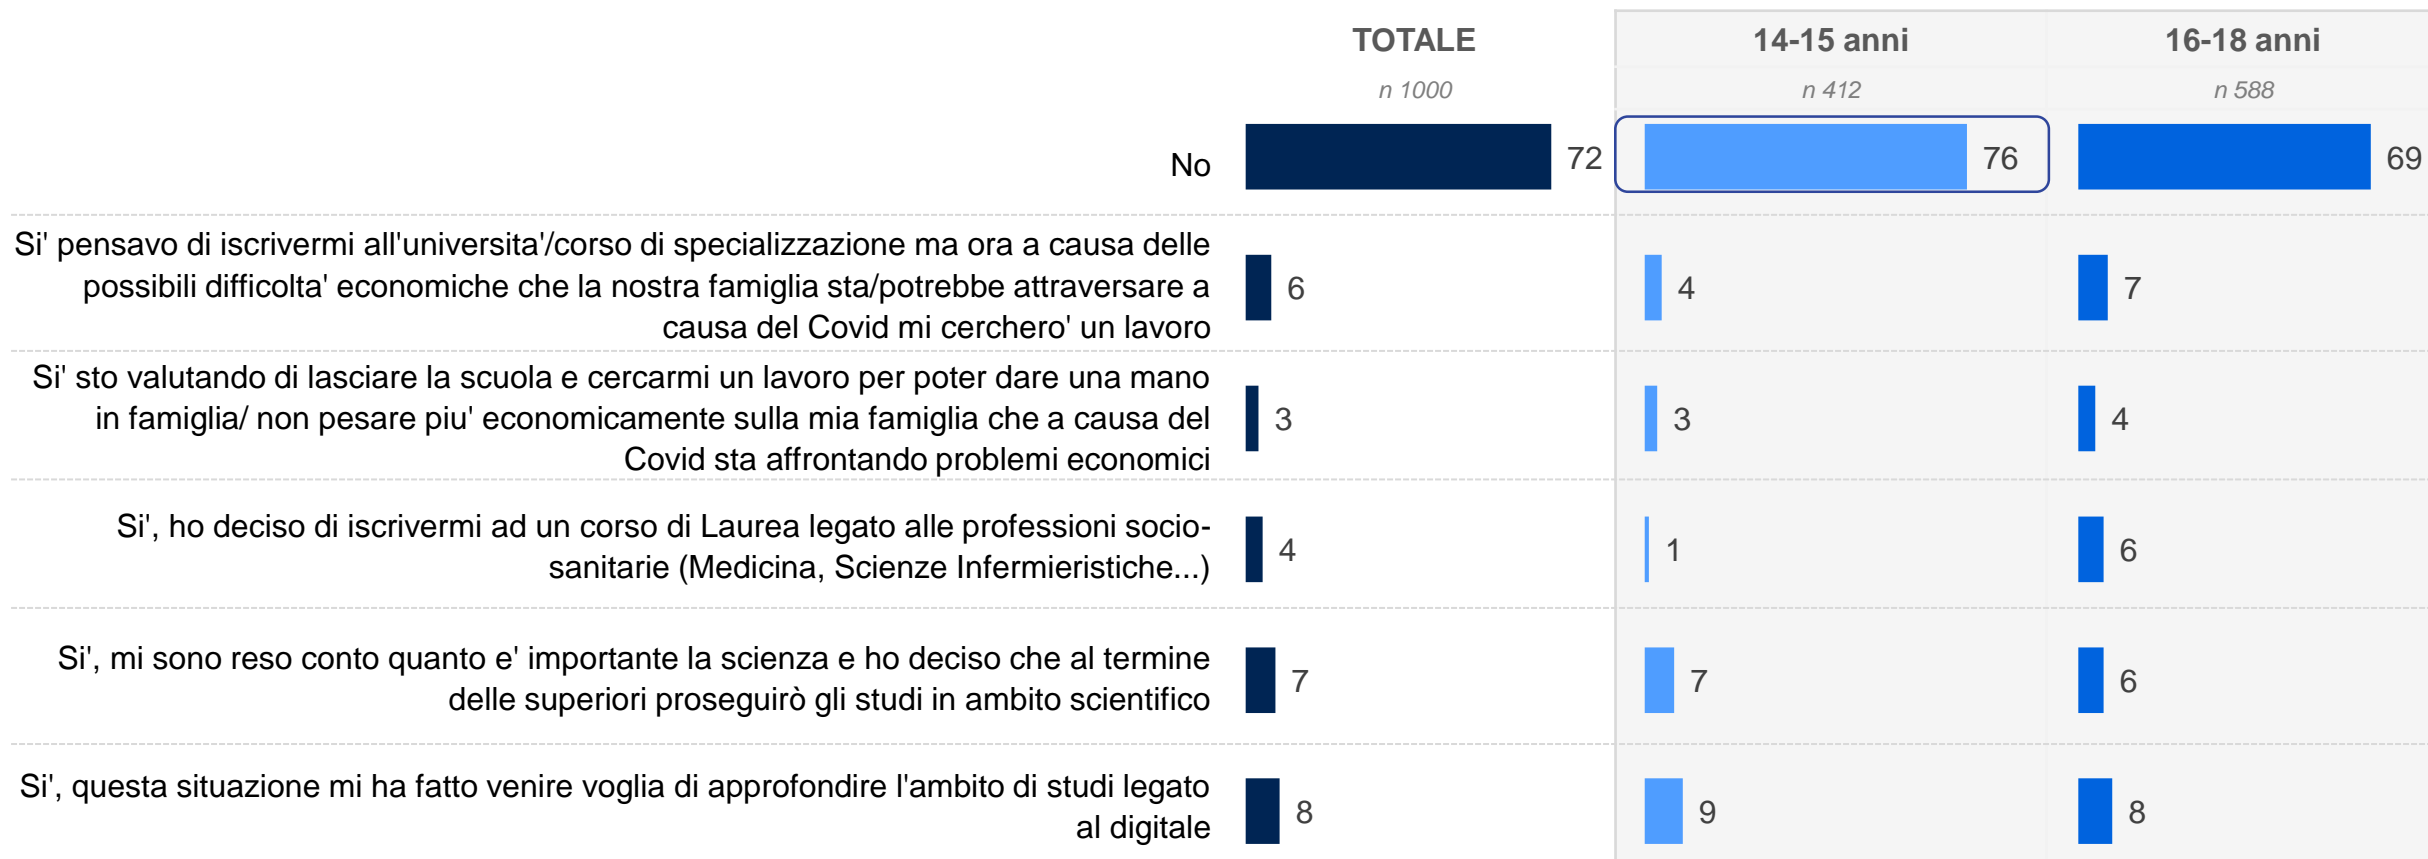 TOTALE 14-15 anni 16-18 anni
n 1000 n 412 n 588
No 72 76 69
Si' pensavo di iscrivermi all'universita'/corso di specializzazione ma ora a causa delle
possibili difficolta' economiche che la nostra famiglia sta/potrebbe attraversare a
causa del Covid mi cerchero' un lavoro
6 4 7
Si' sto valutando di lasciare la scuola e cercarmi un lavoro per poter dare una mano
in famiglia/ non pesare piu' economicamente sulla mia famiglia che a causa del
Covid sta affrontando problemi economici
3 3 4
Si', ho deciso di iscrivermi ad un corso di Laurea legato alle professioni socio-
sanitarie (Medicina, Scienze Infermieristiche...)
4 1 6
Si', mi sono reso conto quanto e' importante la scienza e ho deciso che al termine
delle superiori proseguirò gli studi in ambito scientifico
7 7 6
Si', questa situazione mi ha fatto venire voglia di approfondire l'ambito di studi legato
al digitale
8 9 8